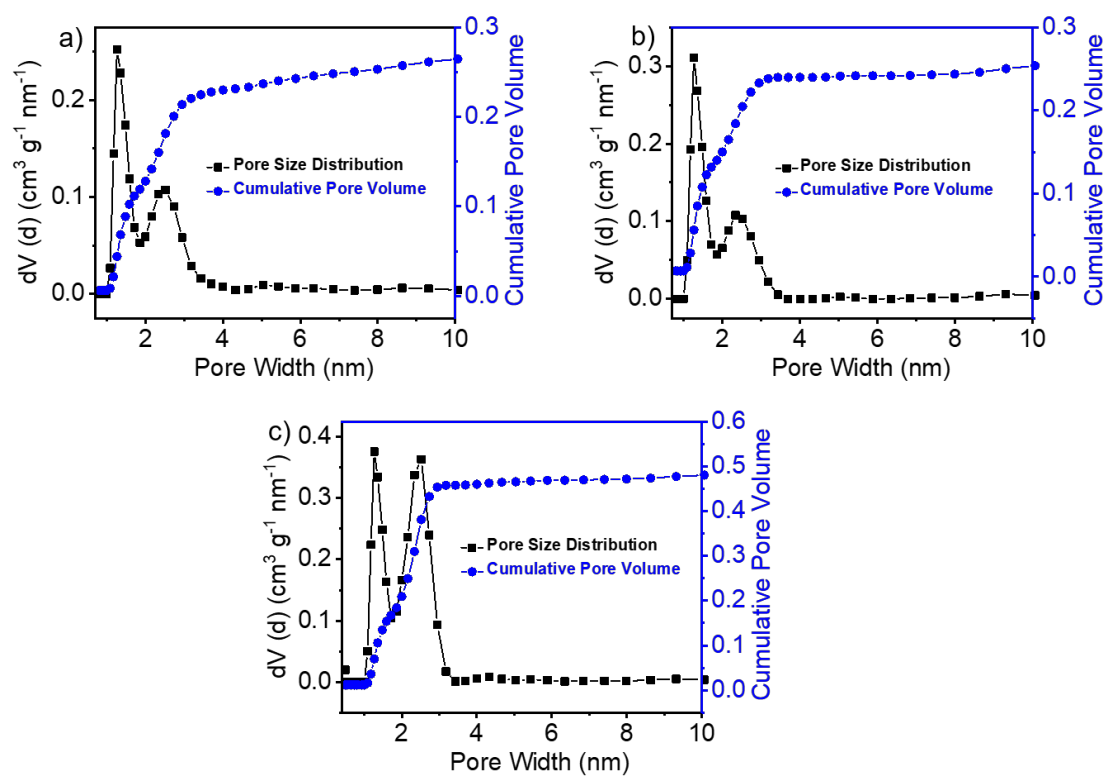 a)
dV (d) (cm³ g⁻¹ nm⁻¹)
0.2
0.1
0.0
2
4
6
8
10
Pore Width (nm)
0.3
0.2
0.1
0.0
Cumulative Pore Volume
Pore Size Distribution
Cumulative Pore Volume
b)
dV (d) (cm³ g⁻¹ nm⁻¹)
0.3
0.2
0.1
0.0
2
4
6
8
10
Pore Width (nm)
0.3
0.2
0.1
0.0
Cumulative Pore Volume
Pore Size Distribution
Cumulative Pore Volume
c)
dV (d) (cm³ g⁻¹ nm⁻¹)
0.4
0.3
0.2
0.1
0.0
2
4
6
8
10
Pore Width (nm)
0.6
0.5
0.4
0.3
0.2
0.1
0.0
Cumulative Pore Volume
Pore Size Distribution
Cumulative Pore Volume